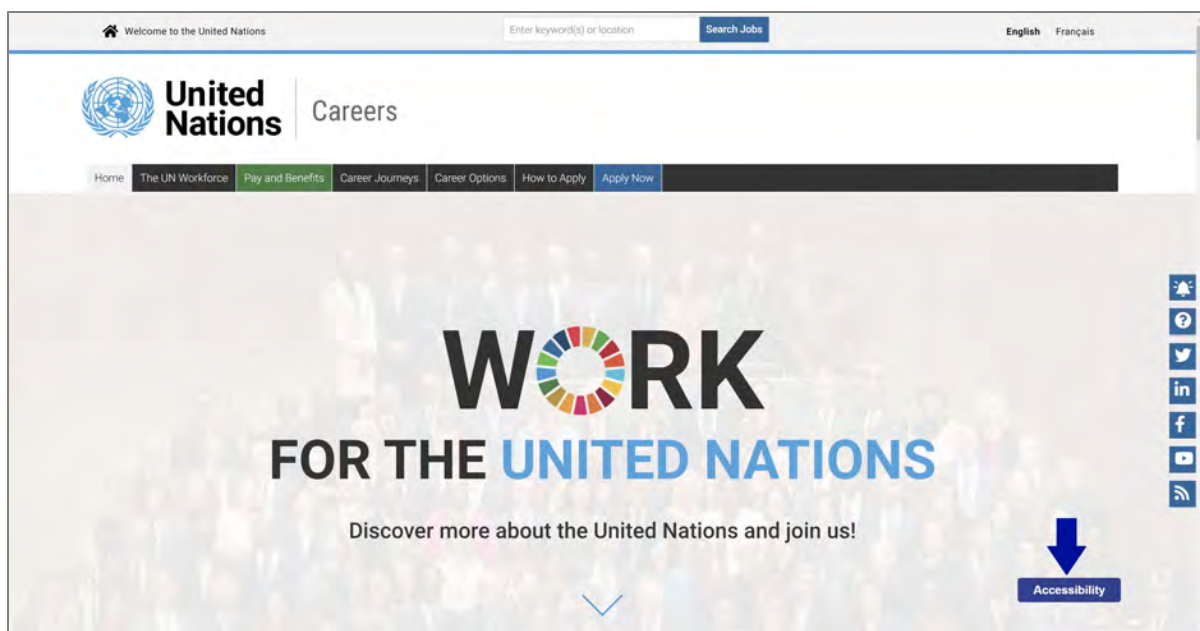 Welcome to the United Nations
Enter keyword(s) or location
Search Jobs
English Français
United
Nations
Careers
Home The UN Workforce Pay and Benefits Career Journeys Career Options How to Apply Apply Now
WORK
FOR THE UNITED NATIONS
Discover more about the United Nations and join us!
Accessibility